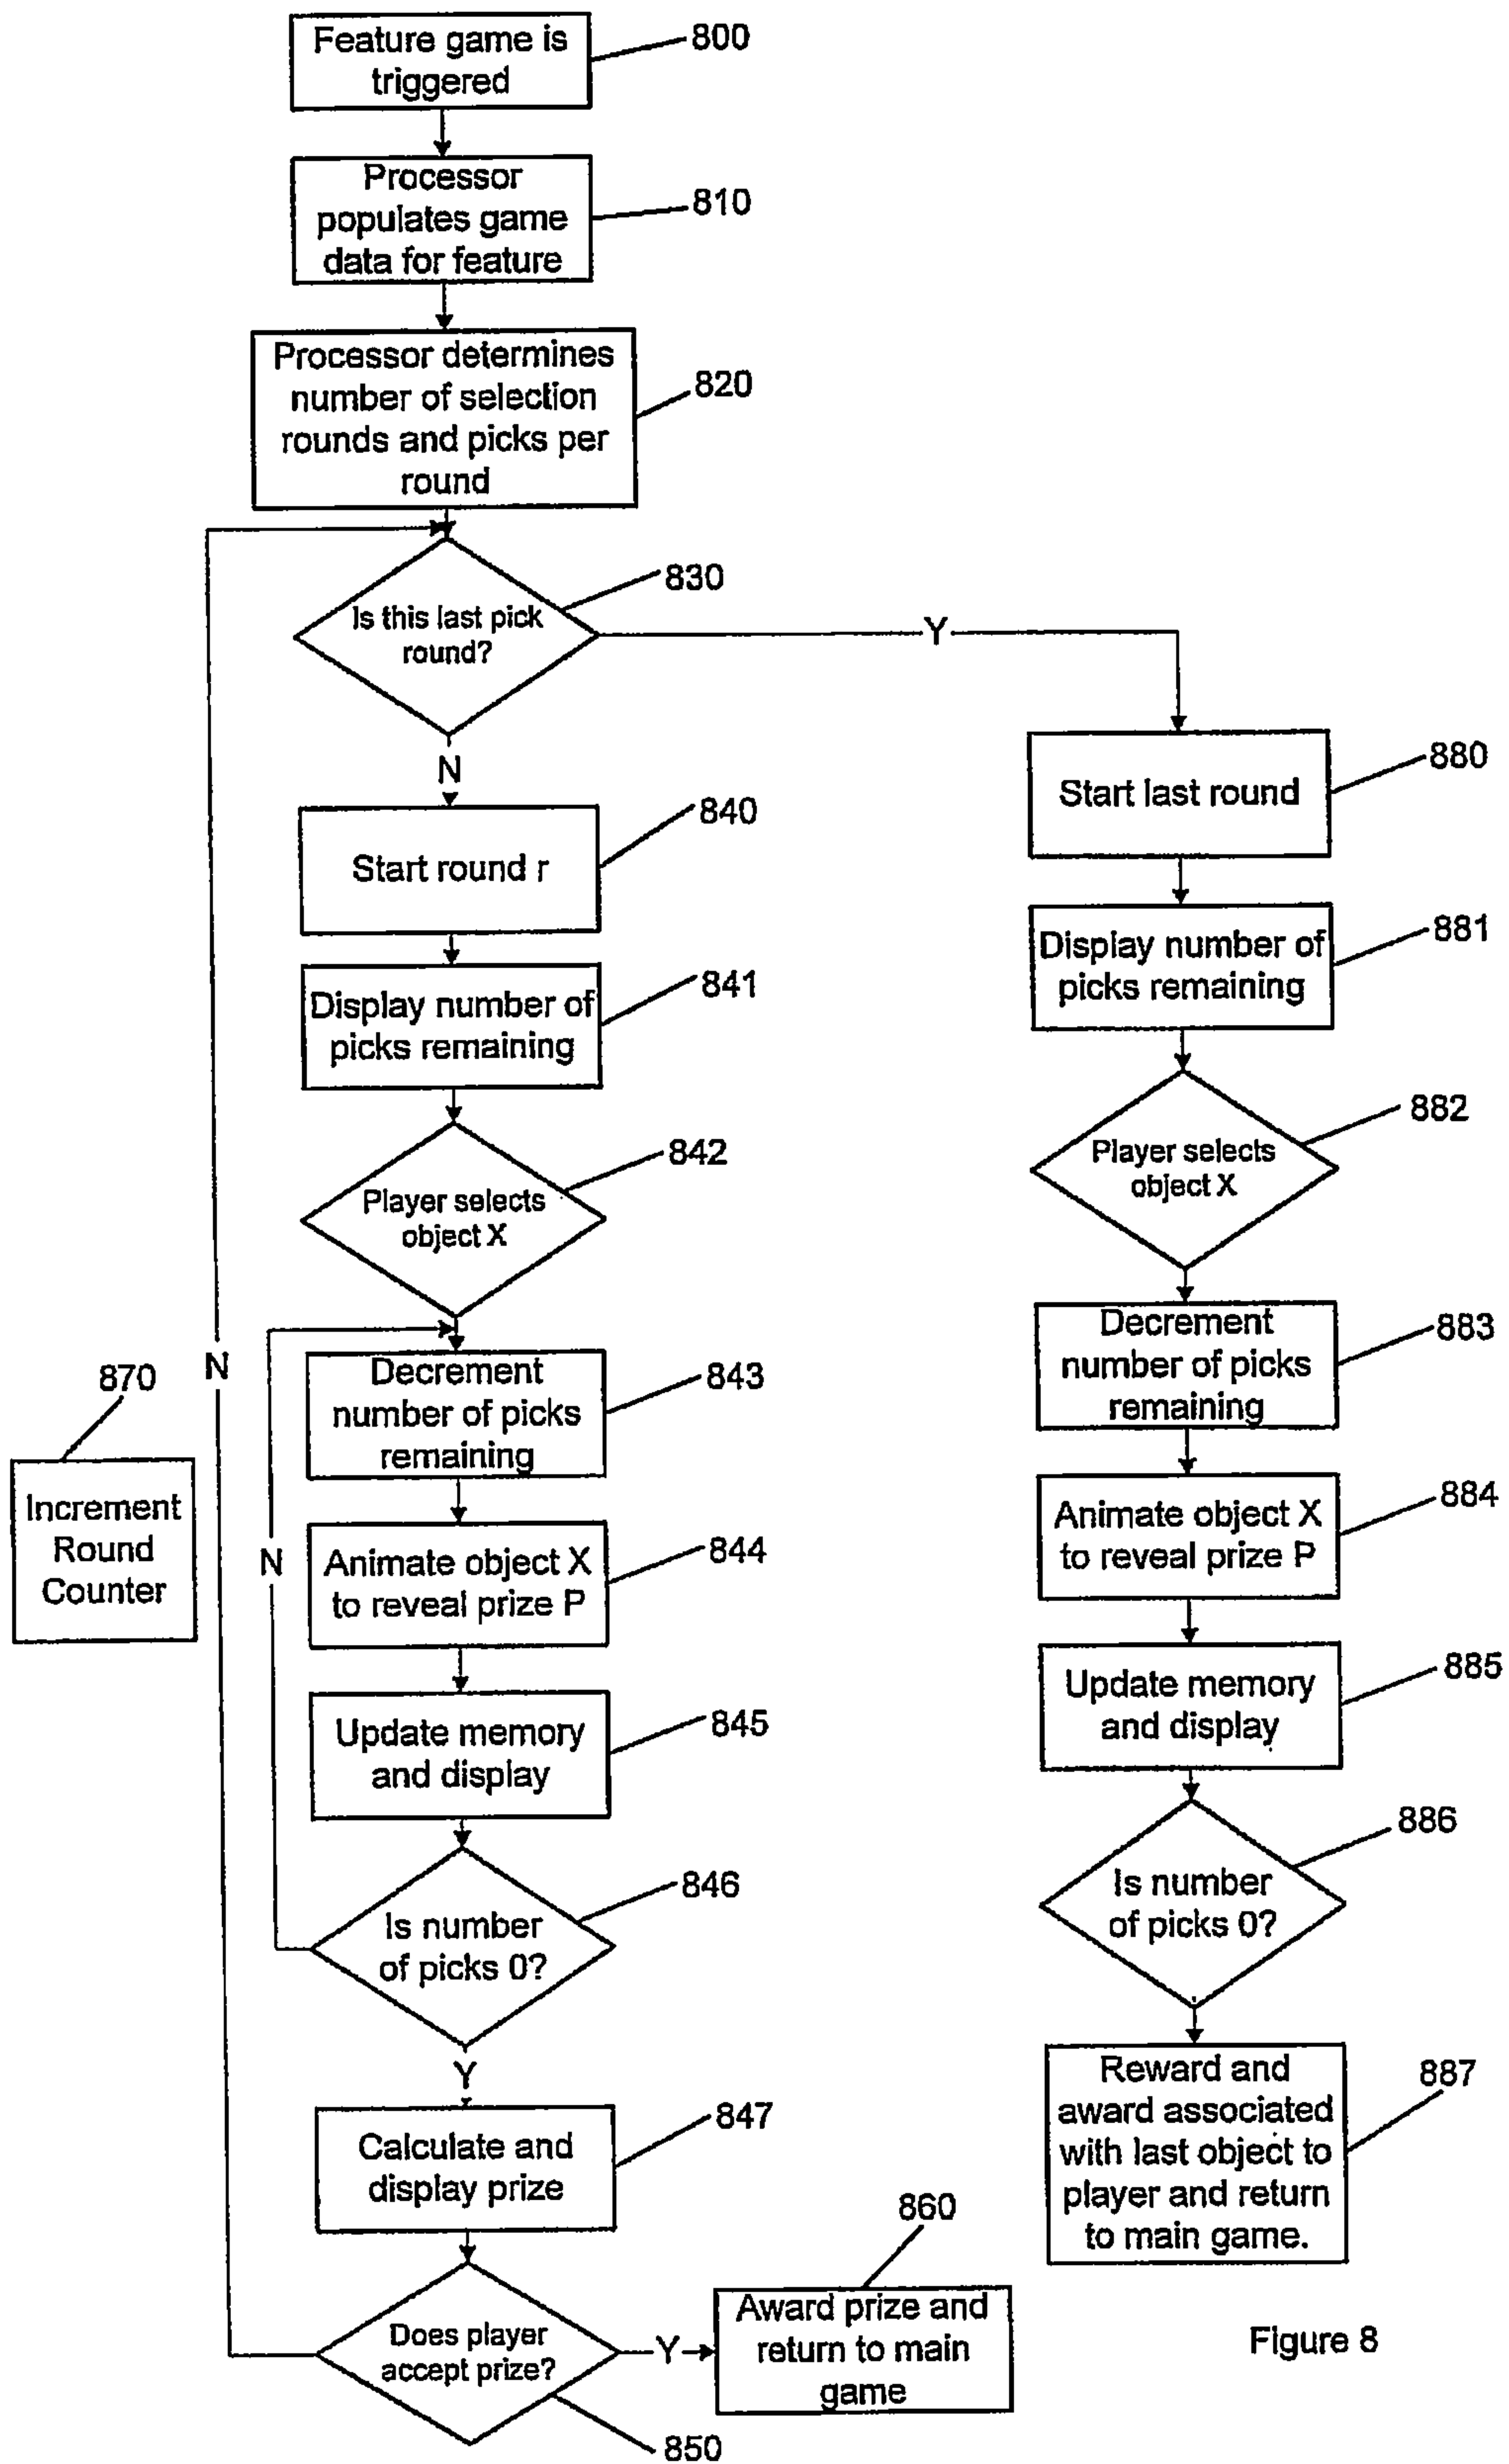 Feature game is
triggered
800
Processor
populates game
data for feature
810
Processor determines
number of selection
rounds and picks per
round
820
Is this last pick
round?
830
Y
N
Start round r
840
Display number of
picks remaining
841
Player selects
object X
842
Decrement
number of picks
remaining
843
Animate object X
to reveal prize P
844
Update memory
and display
845
Is number
of picks 0?
846
N
Y
Calculate and
display prize
847
Does player
accept prize?
850
Y
Award prize and
return to main
game
860
N
870
Increment
Round
Counter
Start last round
880
Display number of
picks remaining
881
Player selects
object X
882
Decrement
number of picks
remaining
883
Animate object X
to reveal prize P
884
Update memory
and display
885
Is number
of picks 0?
886
Reward and
award associated
with last object to
player and return
to main game.
887
Figure 8